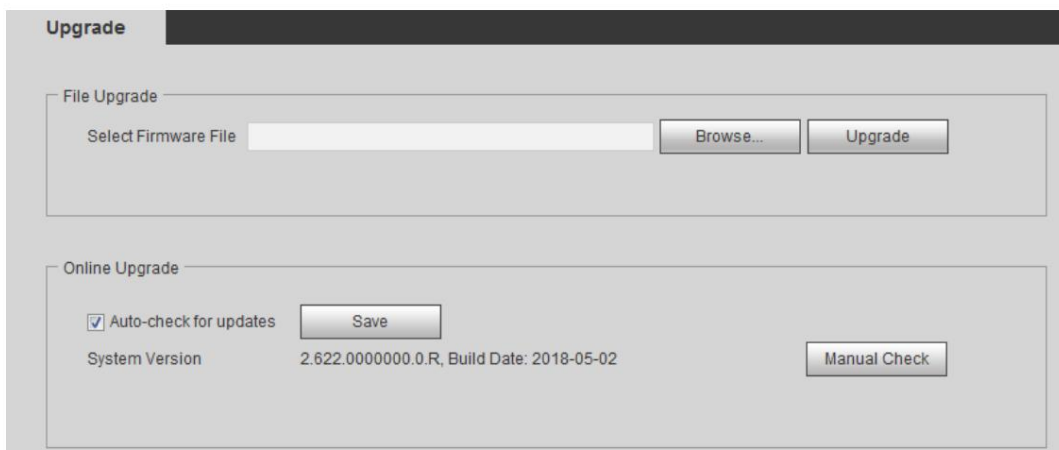 Upgrade
File Upgrade
Select Firmware File Browse... Upgrade
Online Upgrade
Auto-check for updates Save
System Version 2.622.0000000.0.R, Build Date: 2018-05-02 Manual Check